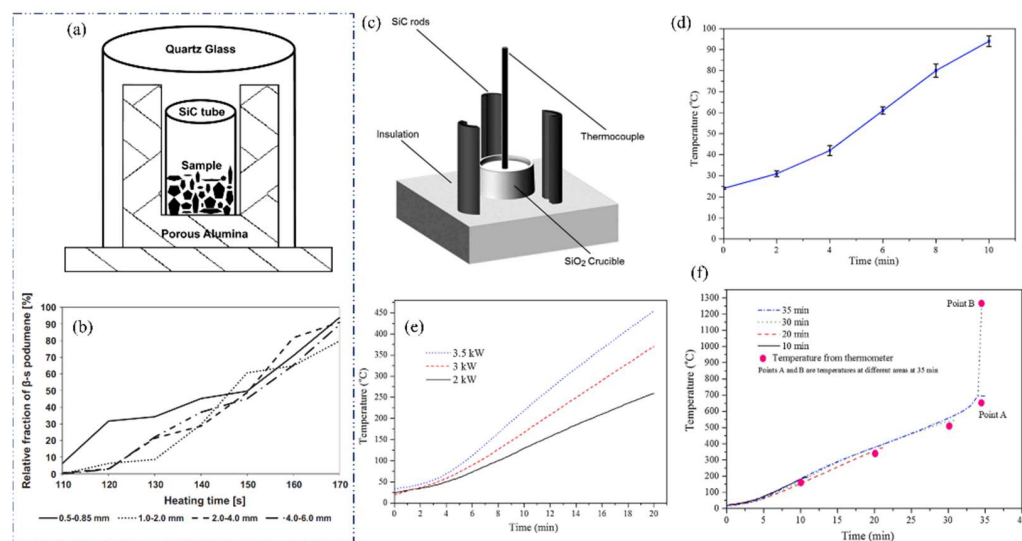 (a)
Quartz Glass
SiC tube
Sample
Porous Alumina
(b)
Relative fraction of β-s podumene [%]
100
90
80
70
60
50
40
30
20
10
0
110 120 130 140 150 160 170
Heating time [s]
0.5-0.85 mm 1.0-2.0 mm 2.0-4.0 mm 4.0-6.0 mm
(c)
SiC rods
Insulation
Thermocouple
SiO2 Crucible
(d)
Temperature (°C)
100
90
80
70
60
50
40
30
20
10
0
0 2 4 6 8 10
Time (min)
(e)
3.5 kW
3 kW
2 kW
Temperature (°C)
450
400
350
300
250
200
150
100
50
0
0 2 4 6 8 10 12 14 16 18 20
Time (min)
(f)
35 min
30 min
20 min
10 min
Temperature from thermometer
Points A and B are temperatures at different areas at 35 min
Point B
Point A
Temperature (°C)
1300
1200
1100
1000
900
800
700
600
500
400
300
200
100
0
0 5 10 15 20 25 30 35 4
Time (min)